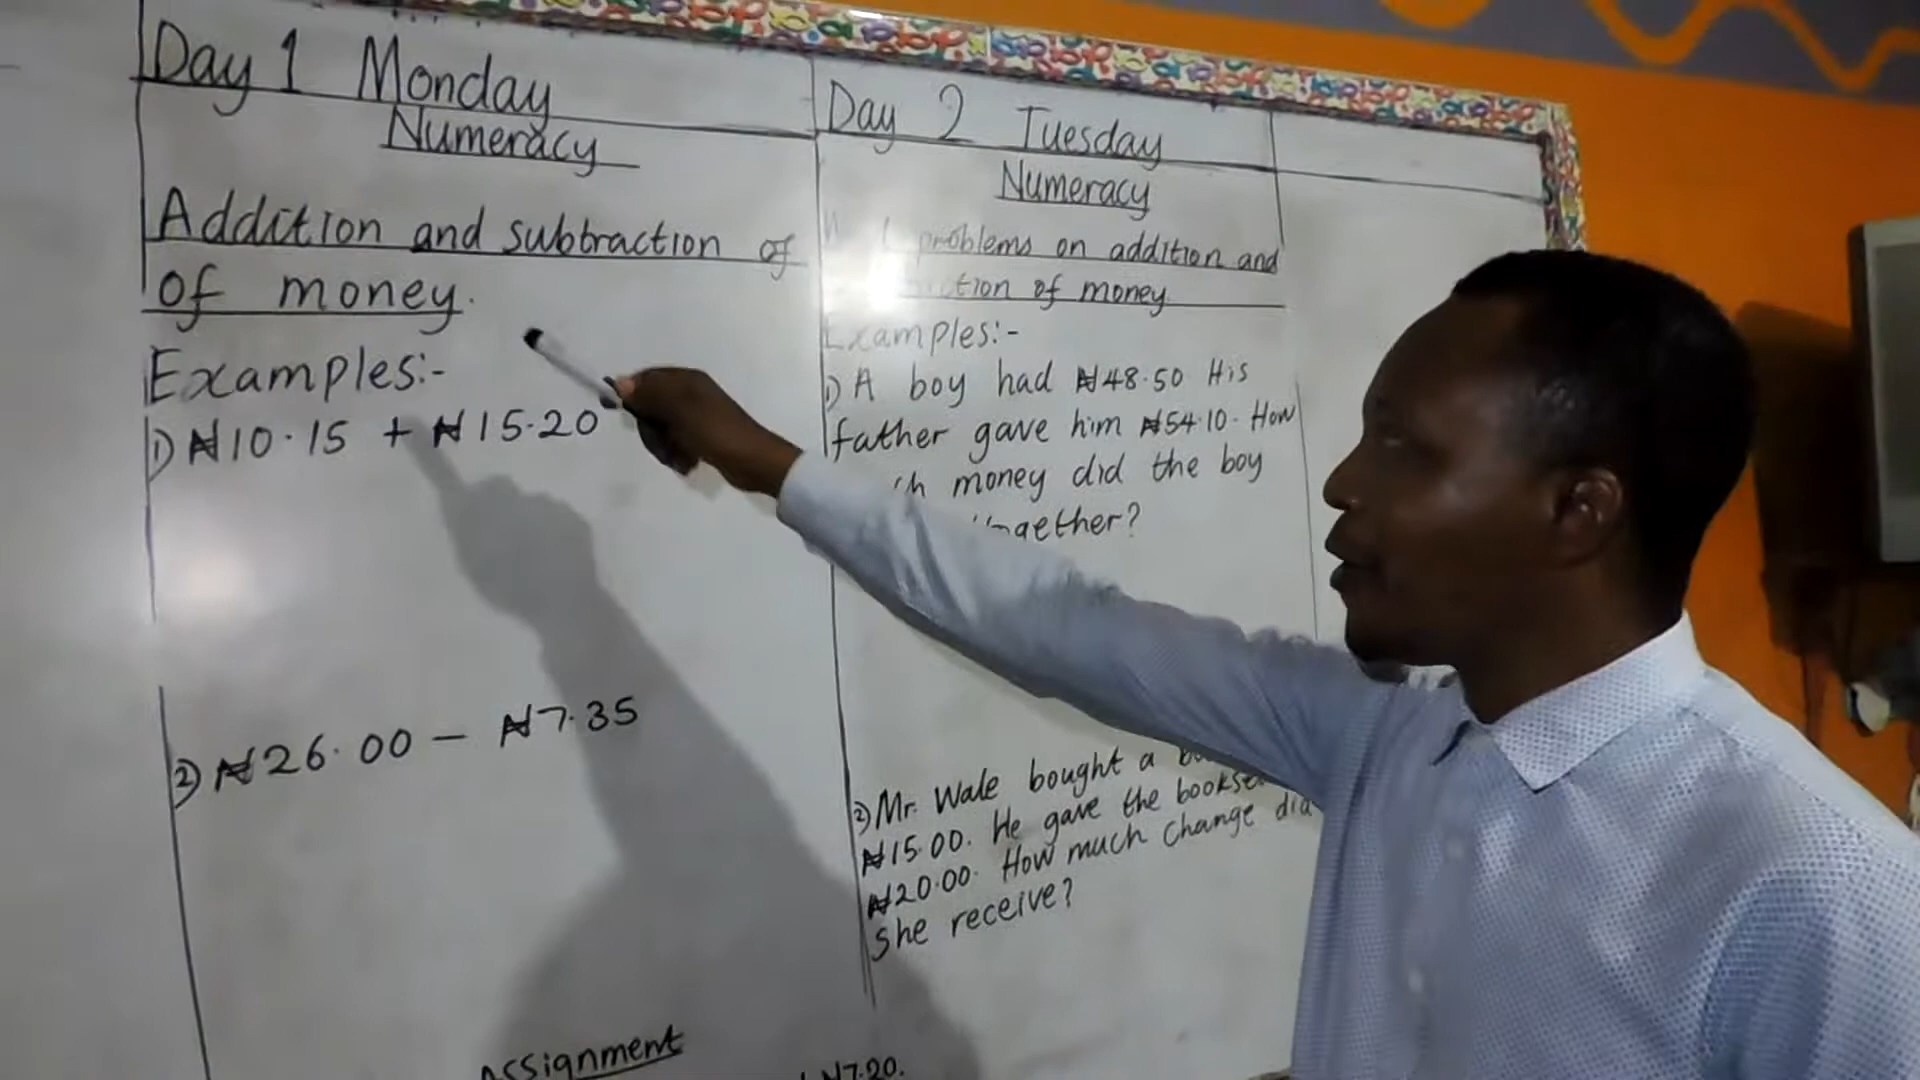 Day 1 Monday
Numeracy
Addition and subtraction of
of money.
Examples:-
1) ₦10.15 + ₦15.20
2) ₦26.00 - ₦7.35
Assignment
₦7.20.
Day 2 Tuesday
Numeracy
problems on addition and
of money
Examples:-
1) A boy had ₦48.50 His
father gave him ₦54.10. How
money did the boy
together?
2) Mr. Wale bought a
₦15.00. He gave the
₦20.00. How much change did
she receive?